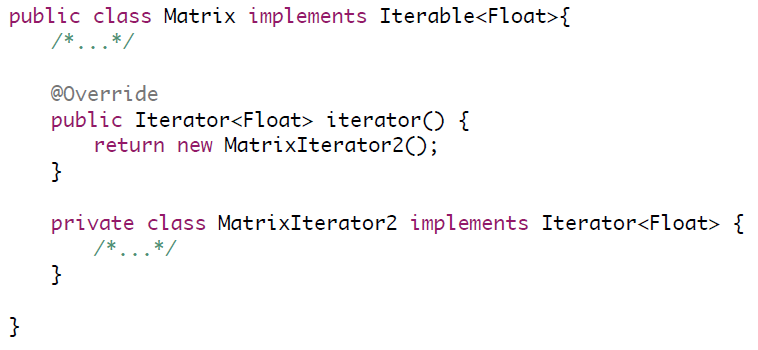 public class Matrix implements Iterable<Float>{
/*...*/
@Override
public Iterator<Float> iterator() {
return new MatrixIterator2();
}
private class MatrixIterator2 implements Iterator<Float> {
/*...*/
}
}